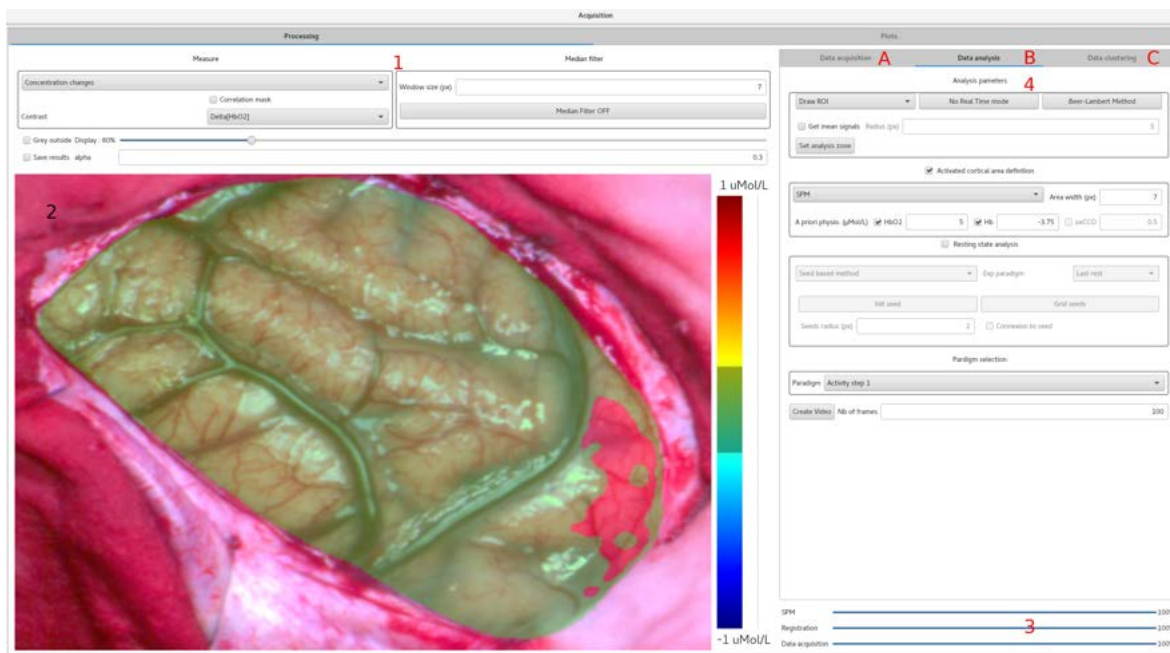 Acquisition
Processing
Plots
Measure
1
Median filter
Concentration changes
Correlation mask
Contrast
Delta[HbO2]
Window size (px)
7
Median Filter OFF
Grey outside Display : 60%
Save results alpha
0.3
2
1 uMol/L
-1 uMol/L
Data acquisition A
Data analysis B
Data clustering C
Analysis pameters
4
Draw ROI
No Real Time mode
Beer-Lambert Method
Get mean signals Radius (px)
5
Set analysis zone
Activated cortical area definition
SPM
Area width (px)
7
A priori physio. (µMol/L)
HbO2
5
Hb
-3.75
oxCCO
0.5
Resting state analysis
Seed based method
Exp paradigm
Last rest
Init seed
Grid seeds
Seeds radius (px)
2
Connexion to seed
Pardigm selection
Paradigm Activity step 1
Create Video Nb of frames
100
SPM
100%
Registration
3
100%
Data acquisition
100%